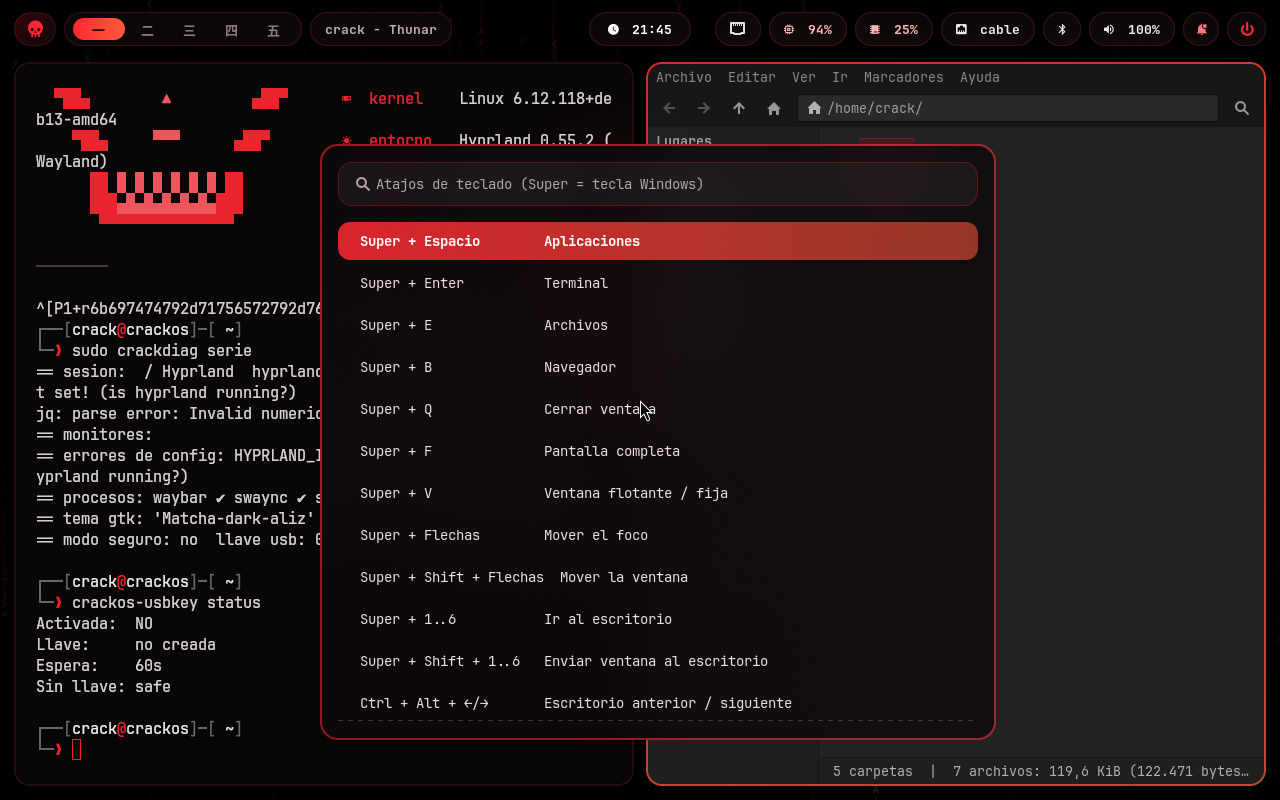 一 二 三 四 五 crack - Thunar 21:45 94% 25% cable 100%
kernel Linux 6.12.118+de
b13-amd64
entorno Hyprland 0.55.2 (
Wayland)
^[P1+r6b697474792d71756572792d76
┌──[crack@crackos]─[ ~]
└─❱ sudo crackdiag serie
== sesion:  / Hyprland  hyprland
t set! (is hyprland running?)
jq: parse error: Invalid numeric
== monitores:
== errores de config: HYPRLAND_I
yprland running?)
== procesos: waybar ✔ swaync ✔ s
== tema gtk: 'Matcha-dark-aliz'
== modo seguro: no  llave usb: 0
┌──[crack@crackos]─[ ~]
└─❱ crackos-usbkey status
Activada:  NO
Llave:     no creada
Espera:    60s
Sin llave: safe
┌──[crack@crackos]─[ ~]
└─❱
Archivo Editar Ver Ir Marcadores Ayuda
/home/crack/
Lugares
Atajos de teclado (Super = tecla Windows)
Super + Espacio Aplicaciones
Super + Enter Terminal
Super + E Archivos
Super + B Navegador
Super + Q Cerrar ventana
Super + F Pantalla completa
Super + V Ventana flotante / fija
Super + Flechas Mover el foco
Super + Shift + Flechas Mover la ventana
Super + 1..6 Ir al escritorio
Super + Shift + 1..6 Enviar ventana al escritorio
Ctrl + Alt + ←/→ Escritorio anterior / siguiente
5 carpetas | 7 archivos: 119,6 KiB (122.471 bytes…